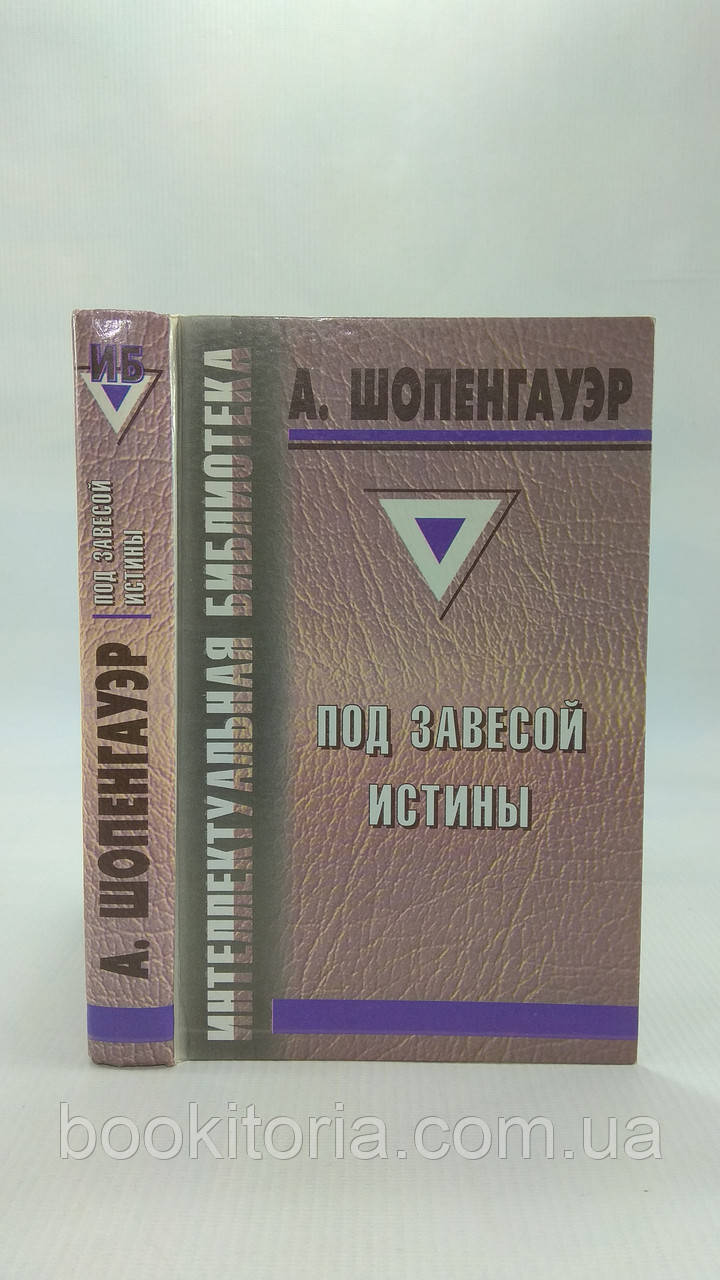 ИБ
ПОД ЗАВЕСОЙ
ИСТИНЫ
А. ШОПЕНГАУЭР
ИНТЕЛЛЕКТУАЛЬНАЯ БИБЛИОТЕКА
А. ШОПЕНГАУЭР
ПОД ЗАВЕСОЙ
ИСТИНЫ
bookitoria.com.ua